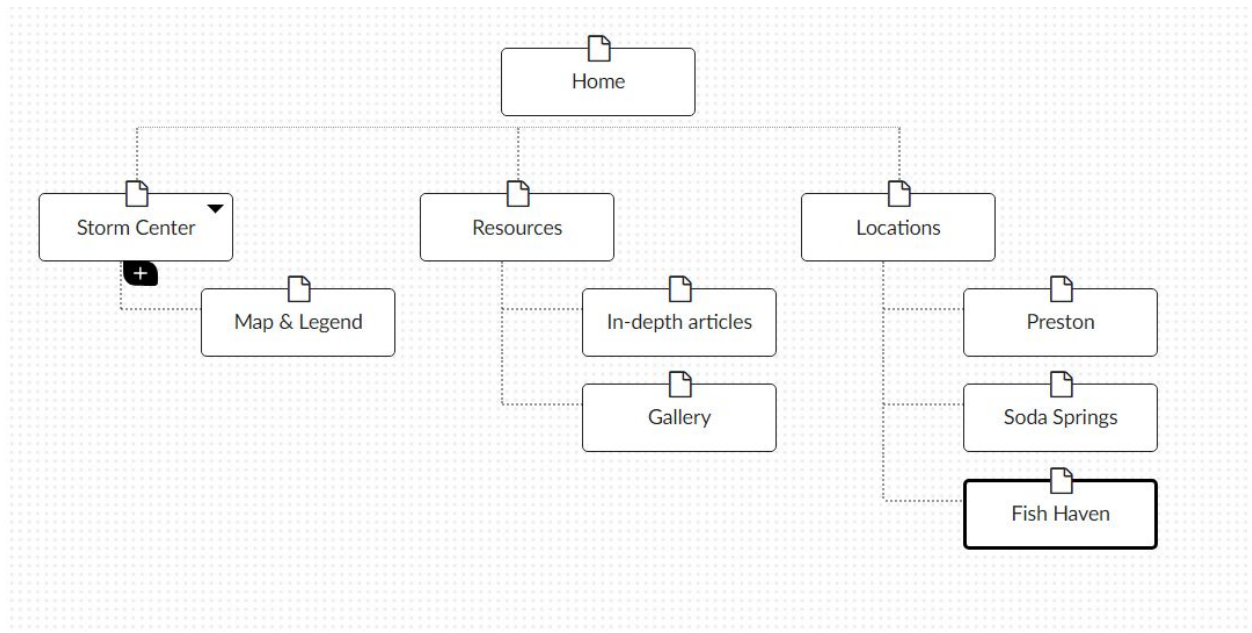 Home
Storm Center
Resources
Locations
Map & Legend
In-depth articles
Preston
Gallery
Soda Springs
Fish Haven